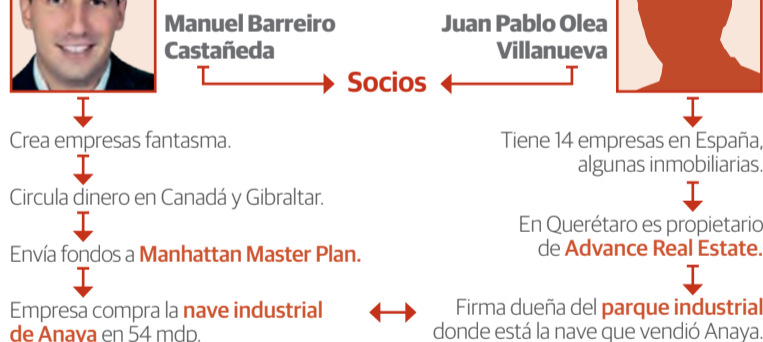 Manuel Barreiro
Castañeda
Juan Pablo Olea
Villanueva
Socios
Crea empresas fantasma.
Circula dinero en Canadá y Gibraltar.
Envía fondos a Manhattan Master Plan.
Empresa compra la nave industrial
de Anaya en 54 mdp.
Tiene 14 empresas en España,
algunas inmobiliarias.
En Querétaro es propietario
de Advance Real Estate.
Firma dueña del parque industrial
donde está la nave que vendió Anaya.